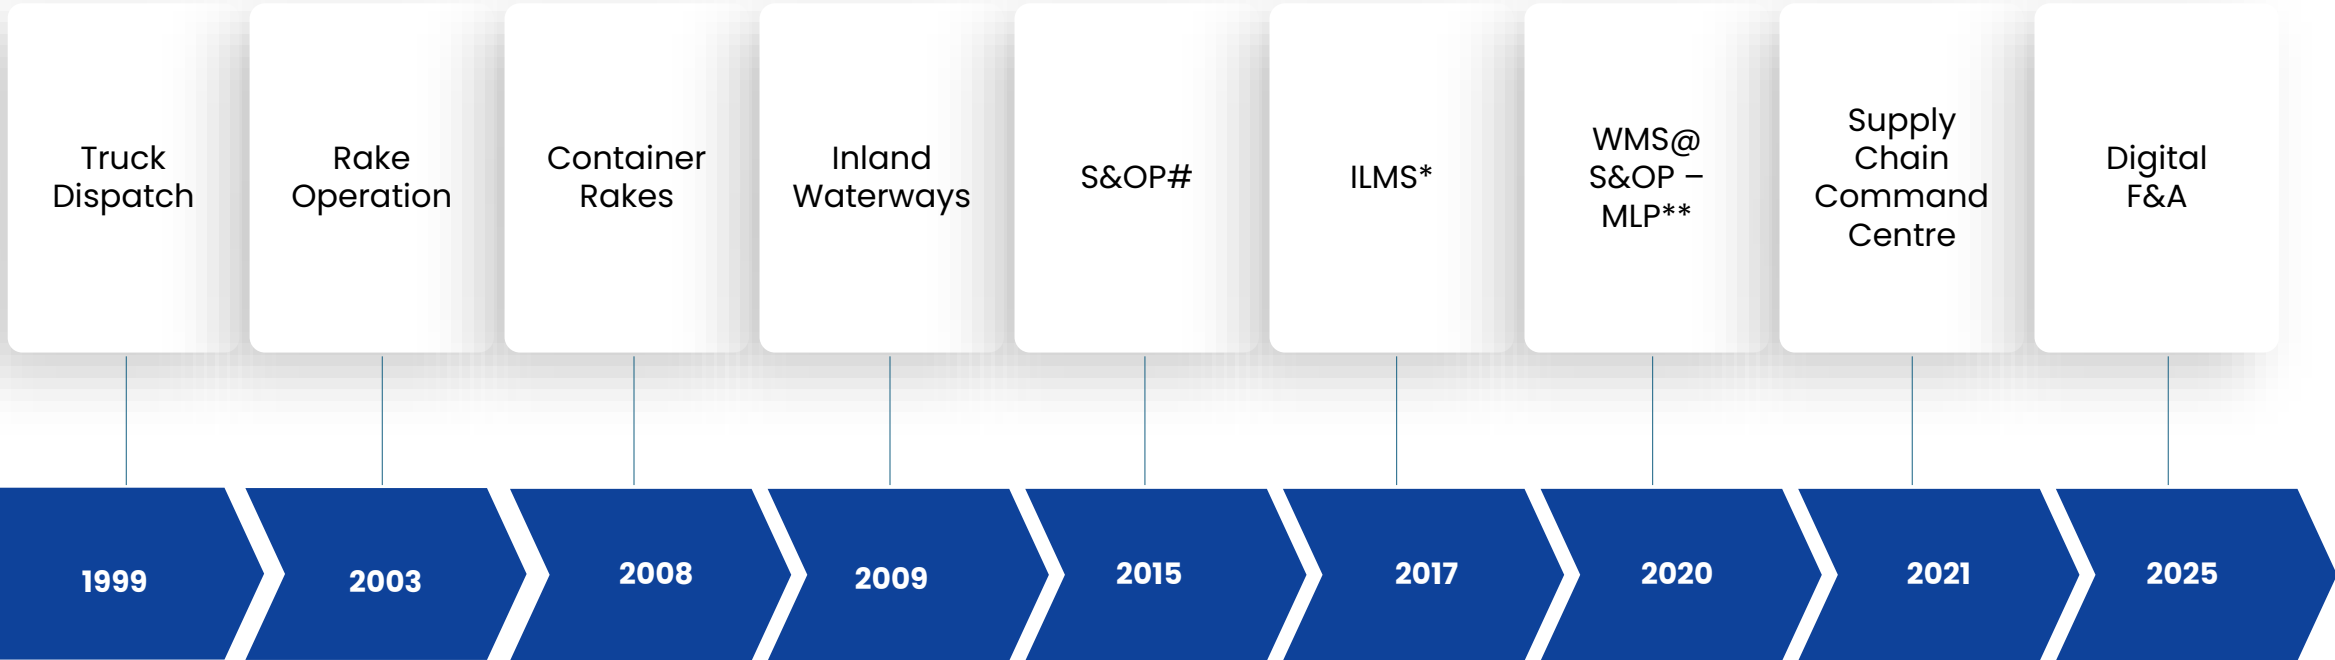 Truck
Dispatch
Rake
Operation
Container
Rakes
Inland
Waterways
S&OP#
ILMS*
WMS@
S&OP –
MLP**
Supply
Chain
Command
Centre
Digital
F&A
1999
2003
2008
2009
2015
2017
2020
2021
2025